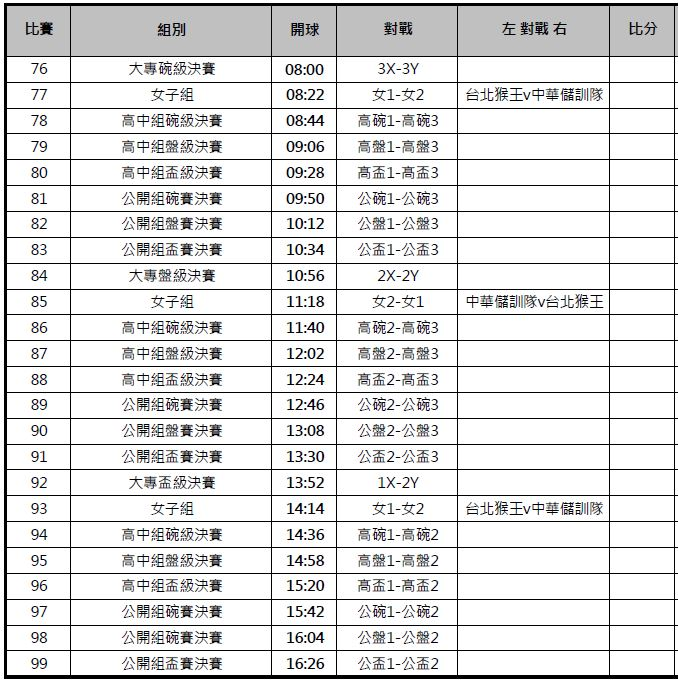 比賽 組別 開球 對戰 左 對戰 右 比分
76 大專碗級決賽 08:00 3X-3Y
77 女子組 08:22 女1-女2 台北猴王v中華儲訓隊
78 高中組碗級決賽 08:44 高碗1-高碗3
79 高中組盤級決賽 09:06 高盤1-高盤3
80 高中組盃級決賽 09:28 高盃1-高盃3
81 公開組碗賽決賽 09:50 公碗1-公碗3
82 公開組盤賽決賽 10:12 公盤1-公盤3
83 公開組盃賽決賽 10:34 公盃1-公盃3
84 大專盤級決賽 10:56 2X-2Y
85 女子組 11:18 女2-女1 中華儲訓隊v台北猴王
86 高中組碗級決賽 11:40 高碗2-高碗3
87 高中組盤級決賽 12:02 高盤2-高盤3
88 高中組盃級決賽 12:24 高盃2-高盃3
89 公開組碗賽決賽 12:46 公碗2-公碗3
90 公開組盤賽決賽 13:08 公盤2-公盤3
91 公開組盃賽決賽 13:30 公盃2-公盃3
92 大專盃級決賽 13:52 1X-2Y
93 女子組 14:14 女1-女2 台北猴王v中華儲訓隊
94 高中組碗級決賽 14:36 高碗1-高碗2
95 高中組盤級決賽 14:58 高盤1-高盤2
96 高中組盃級決賽 15:20 高盃1-高盃2
97 公開組碗賽決賽 15:42 公碗1-公碗2
98 公開組碗賽決賽 16:04 公盤1-公盤2
99 公開組盃賽決賽 16:26 公盃1-公盃2